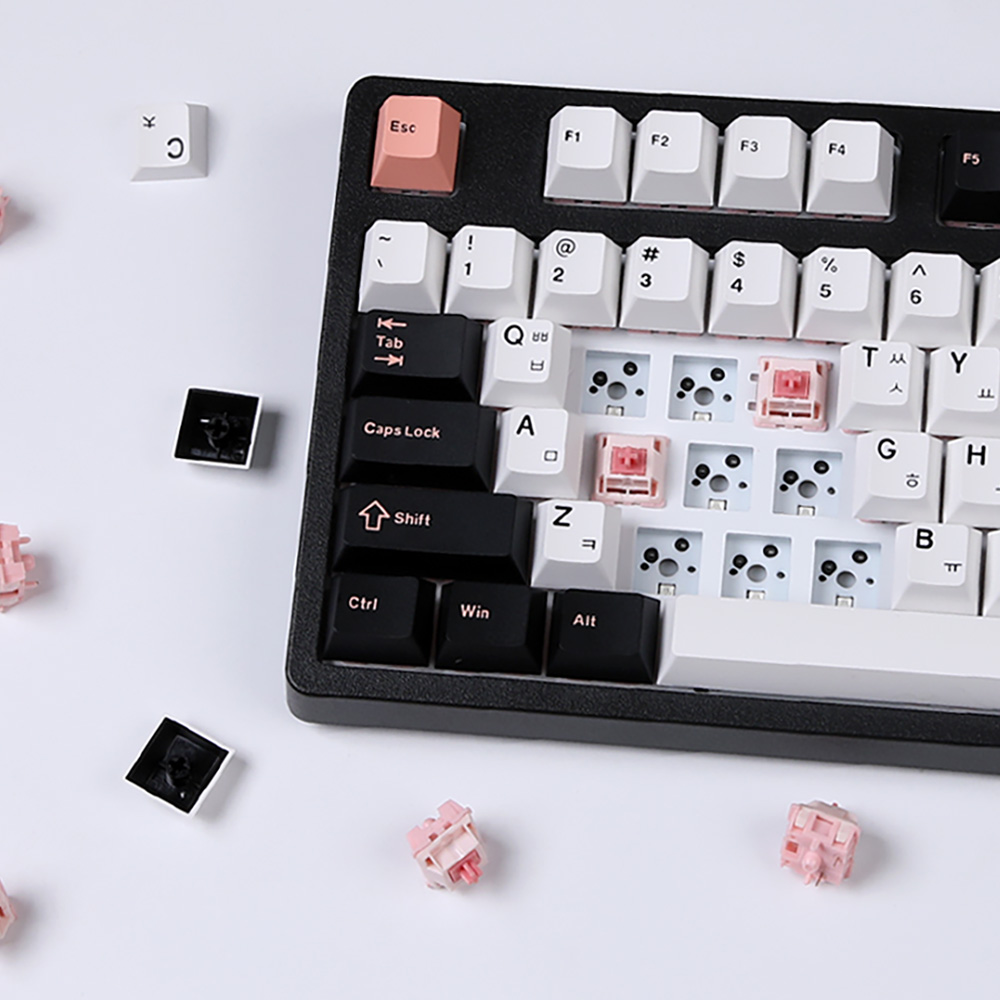 Esc F1 F2 F3 F4 F5
C ㅊ
~ ! @ # $ % ^
` 1 2 3 4 5 6
Tab Q ㅃ T ㅆ Y
ㅂ ㅅ ㅛ
Caps Lock A G H
ㅁ ㅎ
Shift Z B
ㅋ ㅠ
Ctrl Win Alt